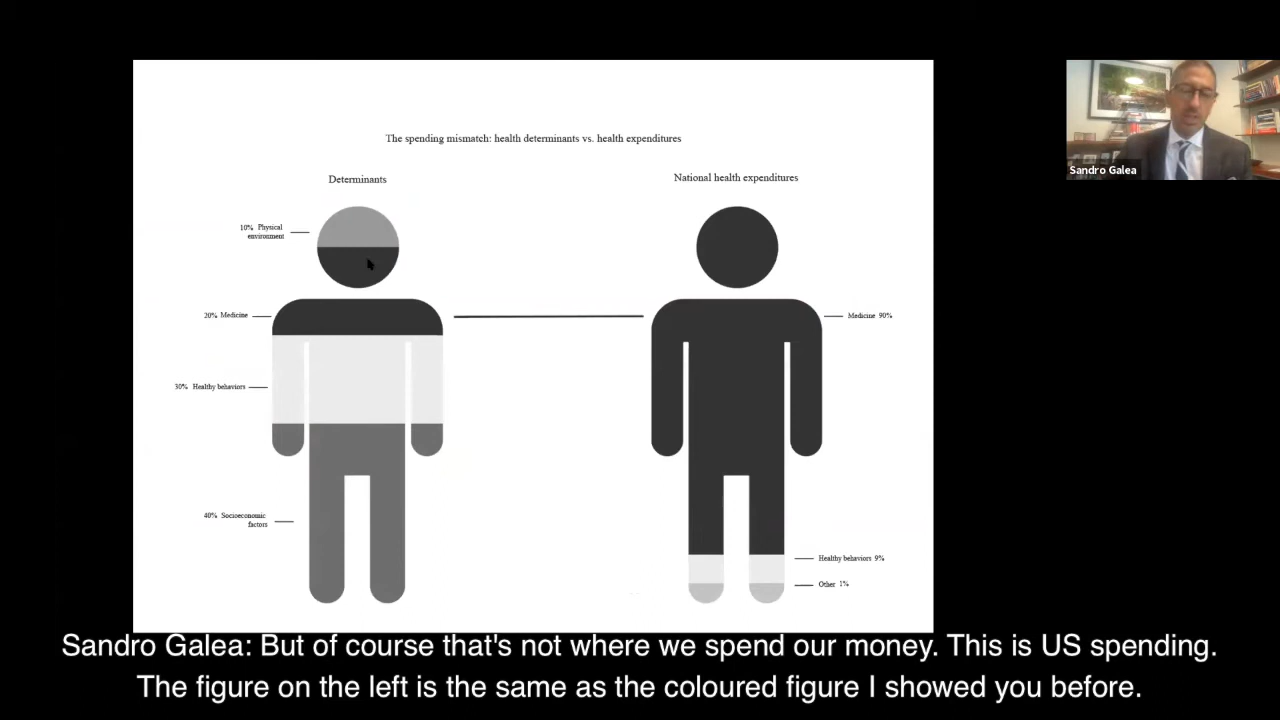 The spending mismatch: health determinants vs. health expenditures
Determinants
National health expenditures
10% Physical
environment
20% Medicine
30% Healthy behaviors
40% Socioeconomic
factors
Medicine 90%
Healthy behaviors 9%
Other 1%
Sandro Galea
Sandro Galea: But of course that's not where we spend our money. This is US spending.
The figure on the left is the same as the coloured figure I showed you before.